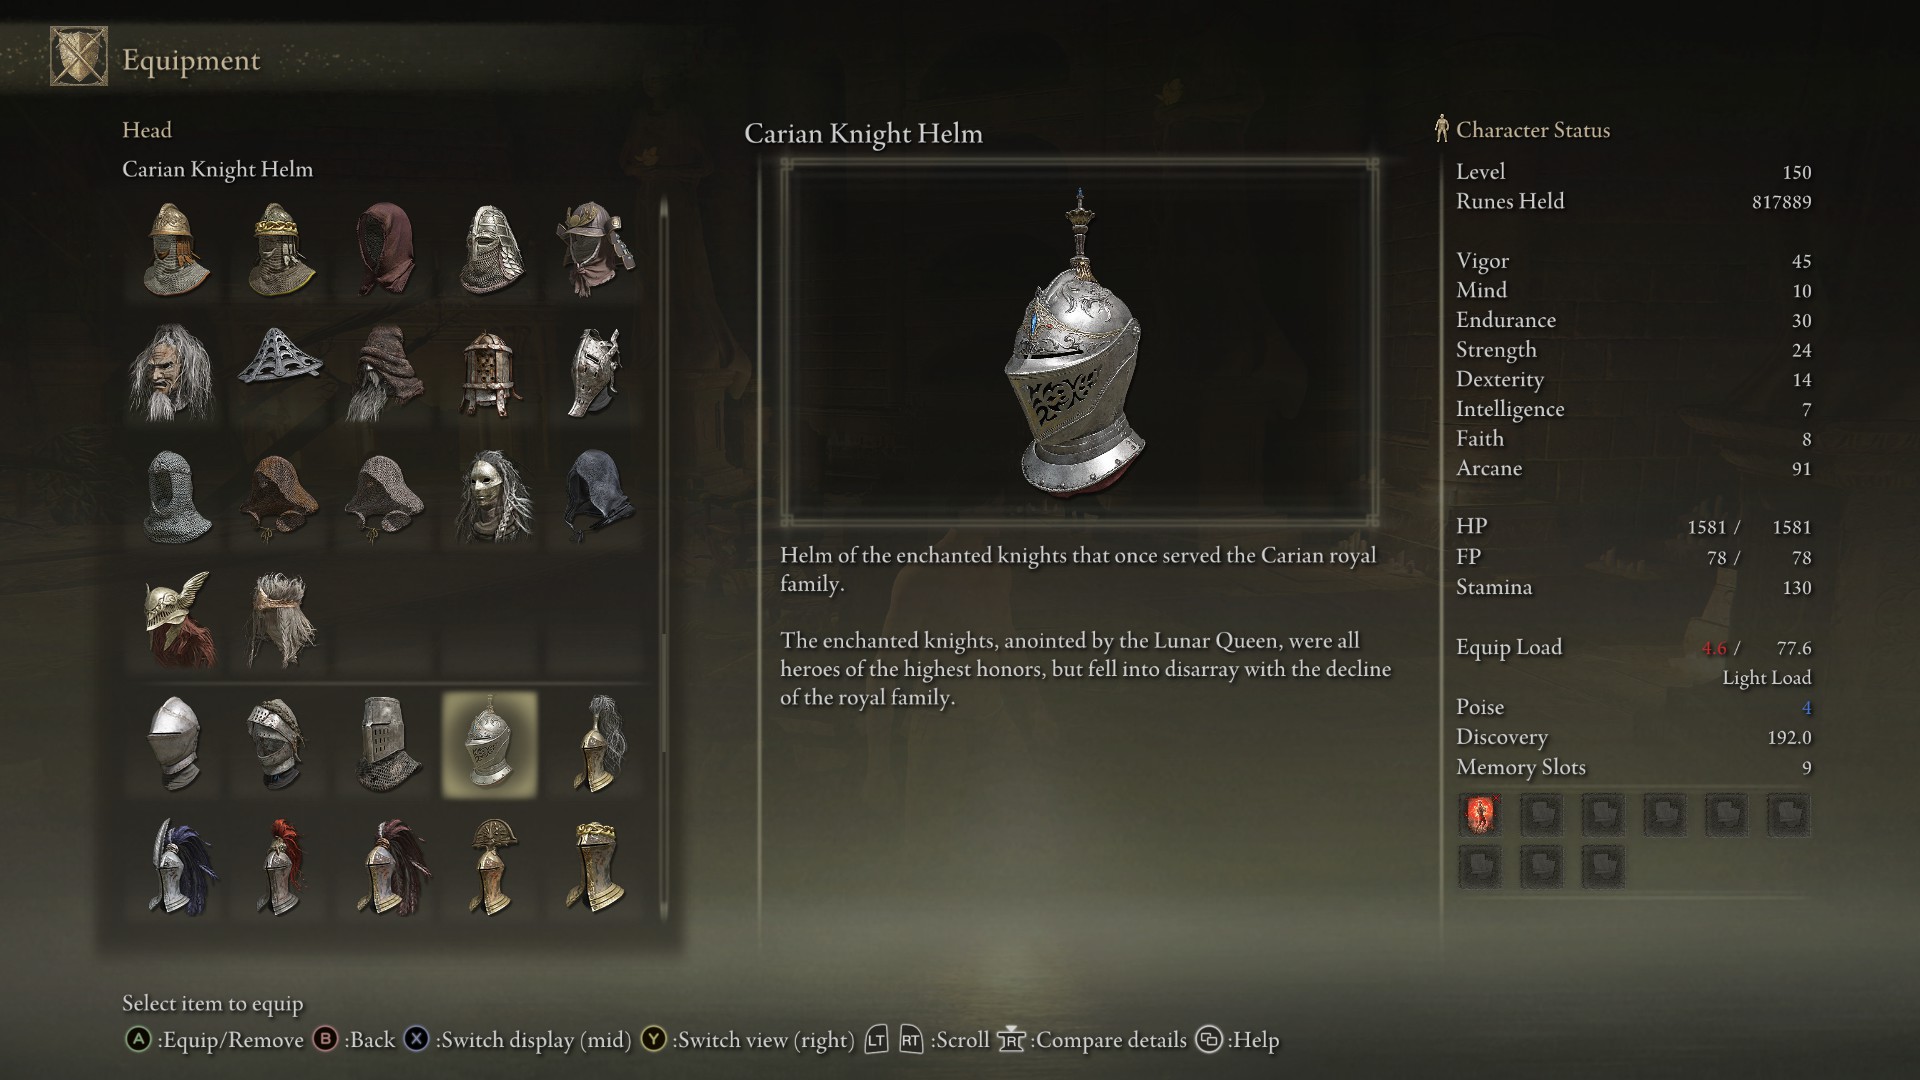 Equipment
Head
Carian Knight Helm
Carian Knight Helm
Helm of the enchanted knights that once served the Carian royal
family.
The enchanted knights, anointed by the Lunar Queen, were all
heroes of the highest honors, but fell into disarray with the decline
of the royal family.
Character Status
Level 150
Runes Held 817889
Vigor 45
Mind 10
Endurance 30
Strength 24
Dexterity 14
Intelligence 7
Faith 8
Arcane 91
HP 1581 / 1581
FP 78 / 78
Stamina 130
Equip Load 4.6 / 77.6
Light Load
Poise 4
Discovery 192.0
Memory Slots 9
Select item to equip
A :Equip/Remove B :Back X :Switch display (mid) Y :Switch view (right) LT RT :Scroll R :Compare details :Help